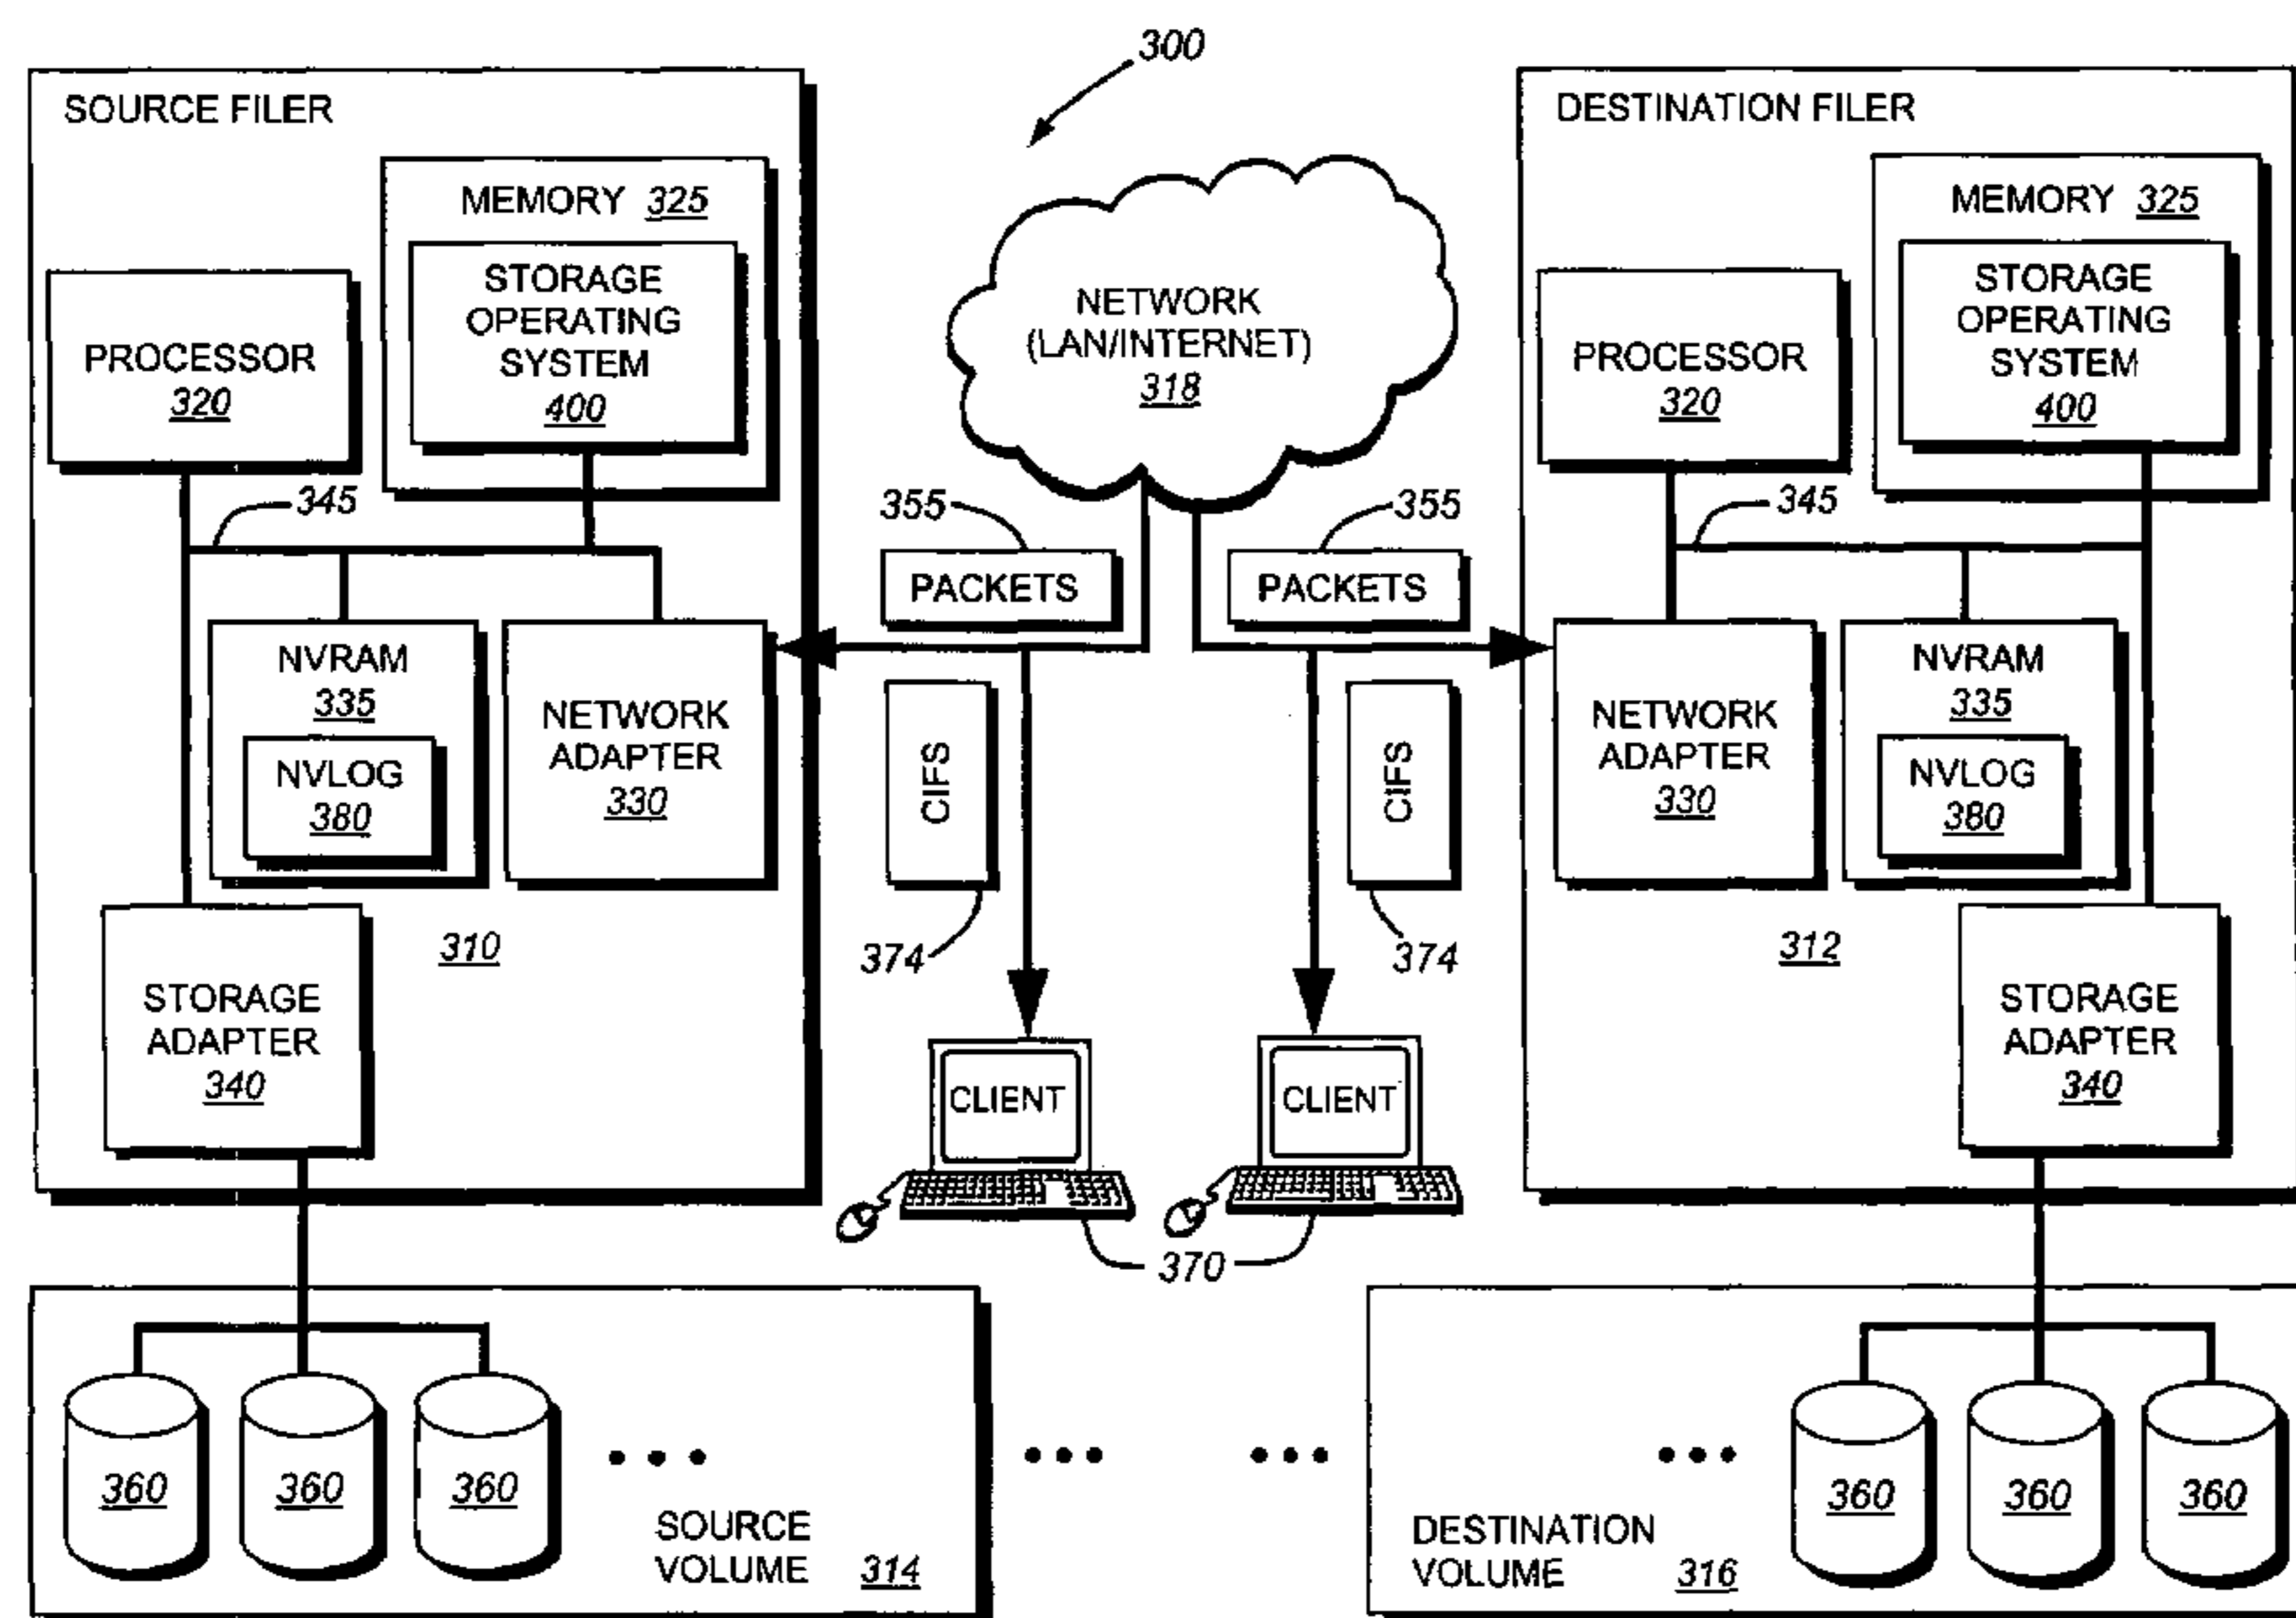 300
SOURCE FILER
MEMORY 325
STORAGE
OPERATING
SYSTEM
400
PROCESSOR
320
345
NVRAM
335
NVLOG
380
NETWORK
ADAPTER
330
310
STORAGE
ADAPTER
340
NETWORK
(LAN/INTERNET)
318
355
PACKETS
355
PACKETS
CIFS
374
CIFS
374
CLIENT
CLIENT
370
DESTINATION FILER
MEMORY 325
STORAGE
OPERATING
SYSTEM
400
PROCESSOR
320
345
NETWORK
ADAPTER
330
NVRAM
335
NVLOG
380
312
STORAGE
ADAPTER
340
360
360
360
SOURCE
VOLUME 314
DESTINATION
VOLUME 316
360
360
360